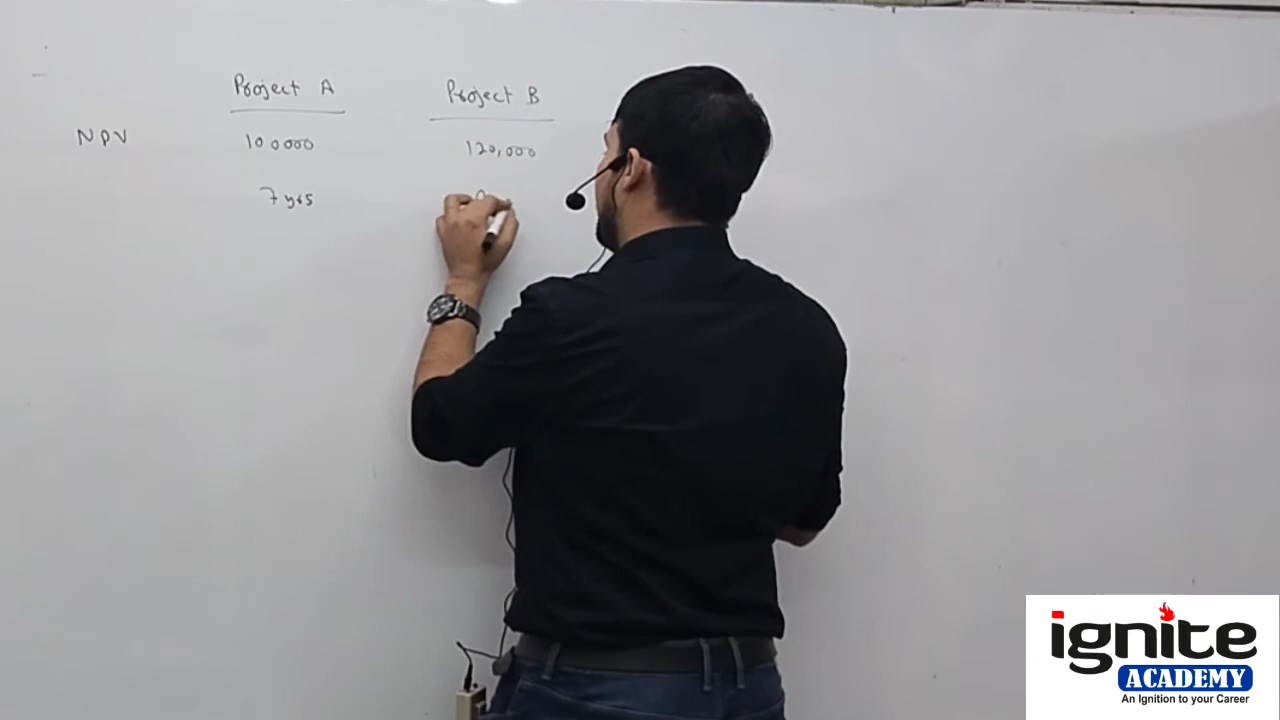 Project A Project B
NPV 100000 120,000
7 yrs
ignite
ACADEMY
An Ignition to your Career